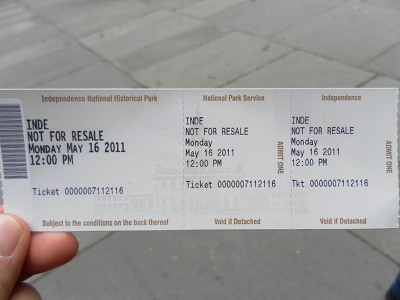 Independence National Historical Park
INDE
NOT FOR RESALE
Monday May 16 2011
12:00 PM
Ticket 0000007112116
Subject to the conditions on the back thereof
National Park Service
INDE
NOT FOR RESALE
Monday
May 16 2011
12:00 PM
Ticket 0000007112116
Void if Detached
ADMIT ONE
Independence
INDE
NOT FOR RESALE
Monday
May 16 2011
12:00 PM
Tkt 0000007112116
Void if Detached
ADMIT ONE